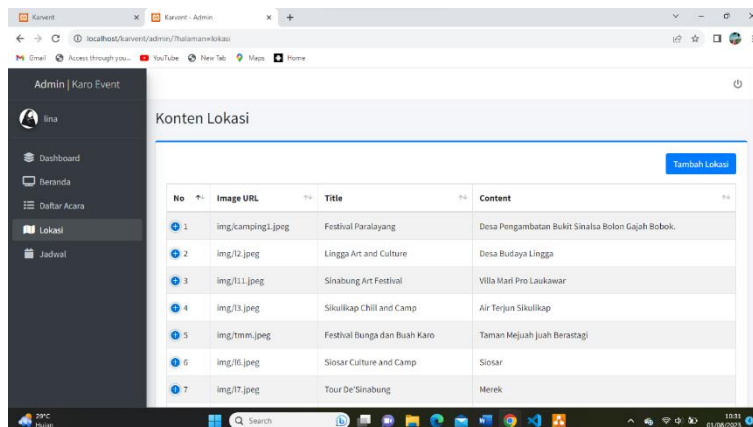 Karvent
Karvent - Admin
localhost/karvent/admin/?halaman=lokasi
Gmail
Access through you...
YouTube
New Tab
Maps
Home
Admin | Karo Event
lina
Konten Lokasi
Dashboard
Beranda
Daftar Acara
Lokasi
Jadwal
Tambah Lokasi
No Image URL Title Content
1 img/camping1.jpeg Festival Paralayang Desa Pengambatan Bukit Sinalsa Bolon Gajah Bobok.
2 img/l2.jpeg Lingga Art and Culture Desa Budaya Lingga
3 img/l11.jpeg Sinabung Art Festival Villa Mari Pro Laukawar
4 img/l3.jpeg Sikulikap Chill and Camp Air Terjun Sikulikap
5 img/tmm.jpeg Festival Bunga dan Buah Karo Taman Mejuah juah Berastagi
6 img/l6.jpeg Siosar Culture and Camp Siosar
7 img/l7.jpeg Tour De'Sinabung Merek
29°C
Hujan
Search
10:31
01/08/2023